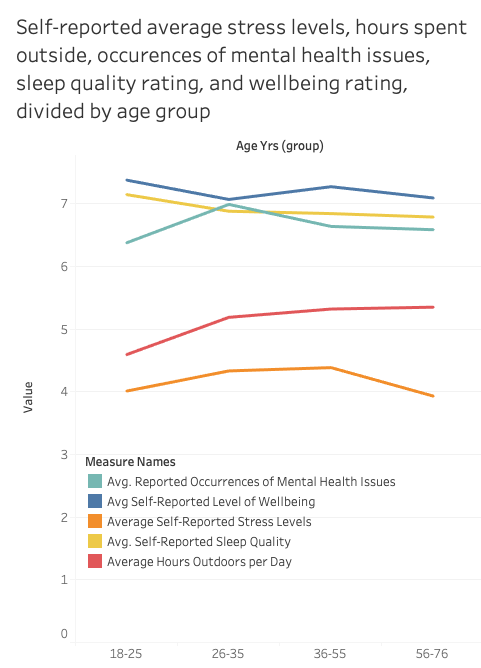 Self-reported average stress levels, hours spent
outside, occurences of mental health issues,
sleep quality rating, and wellbeing rating,
divided by age group
Age Yrs (group)
7
6
5
4
3
2
1
0
Value
Measure Names
Avg. Reported Occurrences of Mental Health Issues
Avg Self-Reported Level of Wellbeing
Average Self-Reported Stress Levels
Avg. Self-Reported Sleep Quality
Average Hours Outdoors per Day
18-25 26-35 36-55 56-76